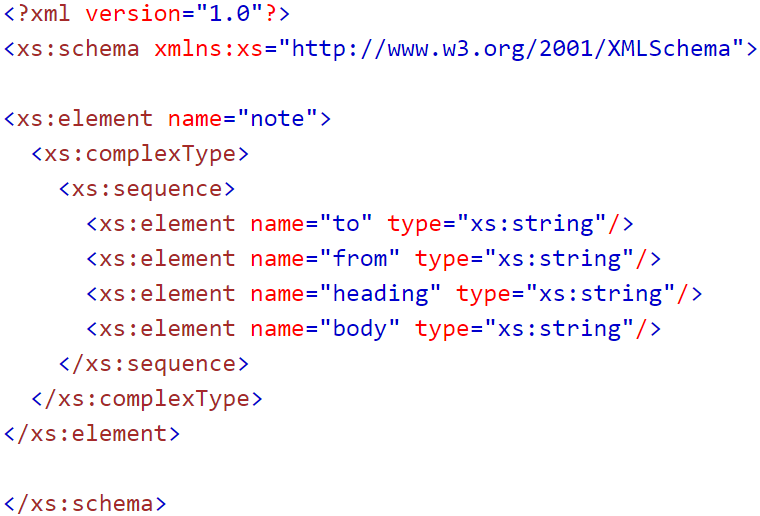 <?xml version="1.0"?>
<xs:schema xmlns:xs="http://www.w3.org/2001/XMLSchema">

<xs:element name="note">
  <xs:complexType>
    <xs:sequence>
      <xs:element name="to" type="xs:string"/>
      <xs:element name="from" type="xs:string"/>
      <xs:element name="heading" type="xs:string"/>
      <xs:element name="body" type="xs:string"/>
    </xs:sequence>
  </xs:complexType>
</xs:element>

</xs:schema>